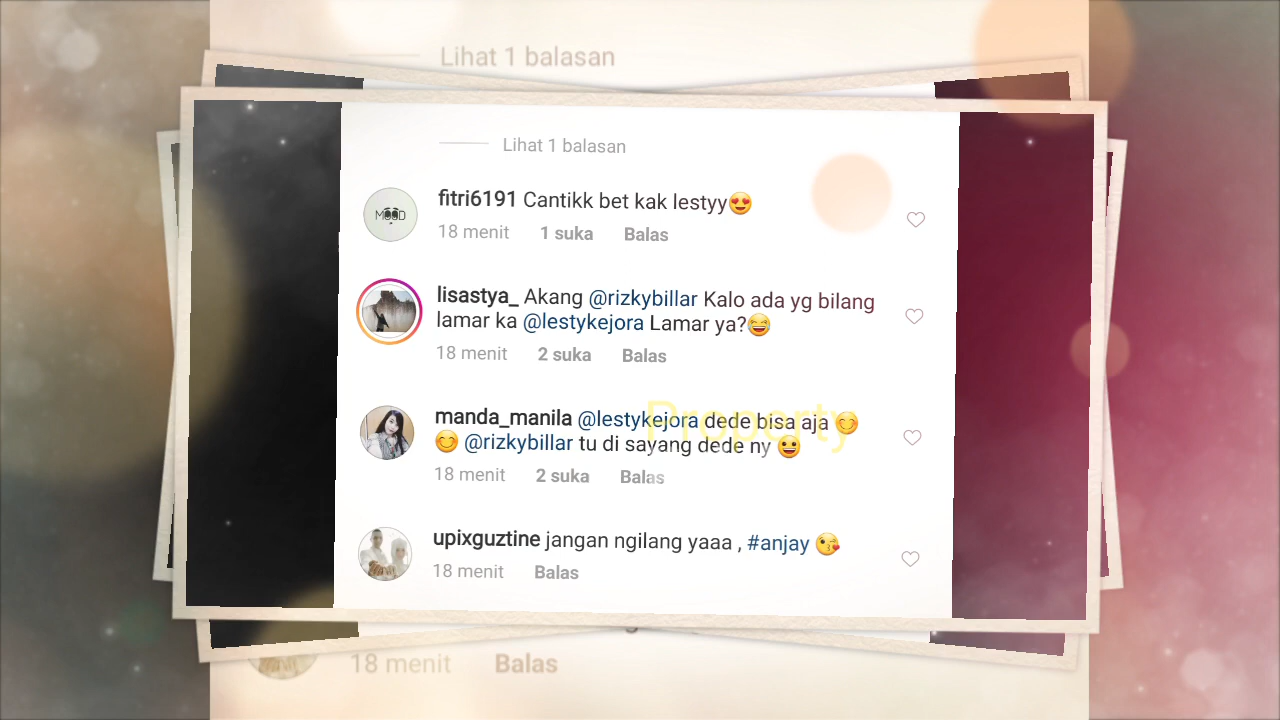 Lihat 1 balasan
Lihat 1 balasan
MOOD
fitri6191 Cantikk bet kak lestyy😍
18 menit 1 suka Balas
lisastya_ Akang @rizkybillar Kalo ada yg bilang
lamar ka @lestykejora Lamar ya?😆
18 menit 2 suka Balas
manda_manila @lestykejora dede bisa aja 😊
😊 @rizkybillar tu di sayang dede ny 😀
18 menit 2 suka Balas
Property
upixguztine jangan ngilang yaaa , #anjay 😘
18 menit Balas
18 menit Balas